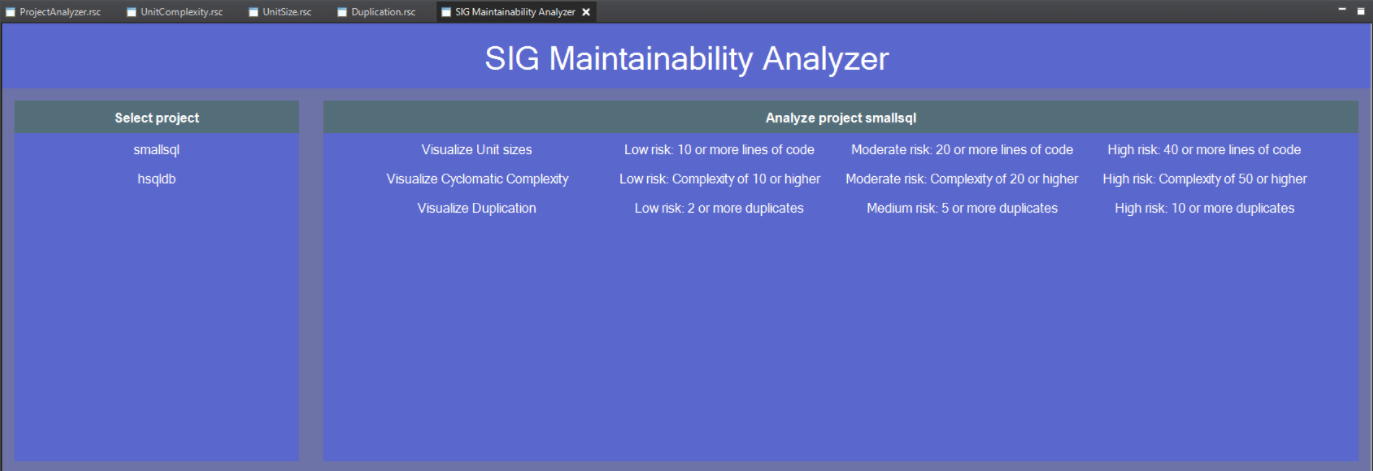 ProjectAnalyzer.rsc UnitComplexity.rsc UnitSize.rsc Duplication.rsc SIG Maintainability Analyzer
SIG Maintainability Analyzer
Select project
smallsql
hsqldb
Analyze project smallsql
Visualize Unit sizes Low risk: 10 or more lines of code Moderate risk: 20 or more lines of code High risk: 40 or more lines of code
Visualize Cyclomatic Complexity Low risk: Complexity of 10 or higher Moderate risk: Complexity of 20 or higher High risk: Complexity of 50 or higher
Visualize Duplication Low risk: 2 or more duplicates Medium risk: 5 or more duplicates High risk: 10 or more duplicates